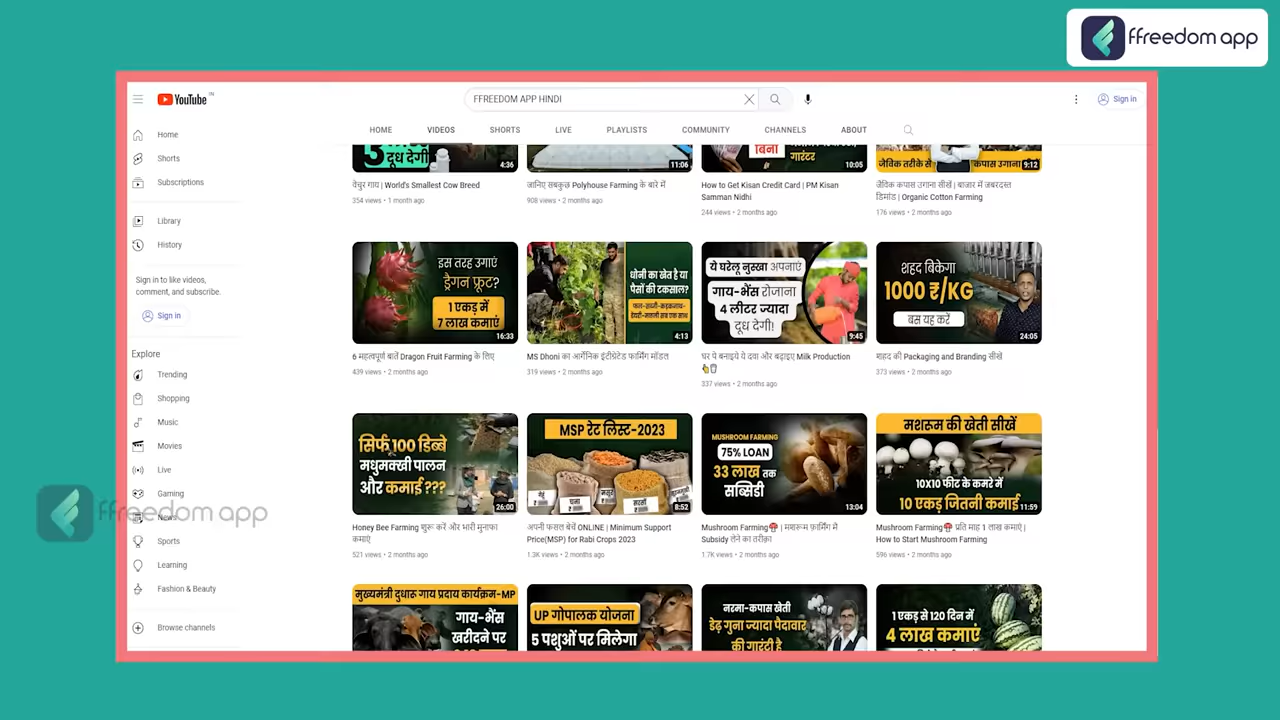 ffreedom app
YouTube IN
FFREEDOM APP HINDI
Sign in
HOME VIDEOS SHORTS LIVE PLAYLISTS COMMUNITY CHANNELS ABOUT
Home
Shorts
Subscriptions
Library
History
Sign in to like videos,
comment, and subscribe.
Sign in
Explore
Trending
Shopping
Music
Movies
Live
Gaming
News
Sports
Learning
Fashion & Beauty
Browse channels
ffreedom app
दूध देगी
4:36
वेचुर गाय | World's Smallest Cow Breed
354 views • 1 month ago
11:06
जानिए सबकुछ Polyhouse Farming के बारे में
908 views • 2 months ago
बिना
गारंटर
10:05
How to Get Kisan Credit Card | PM Kisan
Samman Nidhi
244 views • 2 months ago
जैविक तरीके से कपास उगाना
9:12
जैविक कपास उगाना सीखें | बाजार में जबरदस्त
डिमांड | Organic Cotton Farming
176 views • 2 months ago
इस तरह उगाएं
ड्रैगन फ्रूट?
1 एकड़ में
7 लाख कमाएं
16:33
6 महत्वपूर्ण बातें Dragon Fruit Farming के लिए
439 views • 2 months ago
धोनी का खेत है या
पैसों की टकसाल?
फल-सब्जी-कड़कनाथ-
डेयरी-मछली सब एक साथ
4:13
MS Dhoni का आर्गेनिक इंटीग्रेटेड फार्मिंग मॉडल
319 views • 2 months ago
ये घरेलू नुस्खा अपनाएं
गाय-भैंस रोजाना
4 लीटर ज्यादा
दूध देगी!
9:45
घर पे बनाइये ये दवा और बढ़ाइए Milk Production
337 views • 2 months ago
शहद बिकेगा
1000 ₹/KG
बस यह करें
24:05
शहद की Packaging and Branding सीखें
373 views • 2 months ago
सिर्फ 100 डिब्बे
मधुमक्खी पालन
और कमाई ???
26:00
Honey Bee Farming शुरू करें और भारी मुनाफा
कमाएं
521 views • 2 months ago
MSP रेट लिस्ट-2023
गेहूं
चना
मसूर
सरसों
8:52
अपनी फसल बेचें ONLINE | Minimum Support
Price(MSP) for Rabi Crops 2023
1.3K views • 2 months ago
MUSHROOM FARMING
75% LOAN
33 लाख तक
सब्सिडी
13:04
Mushroom Farming🍄 | मशरूम फ़ार्मिंग में
Subsidy लेने का तरीक़ा
1.7K views • 2 months ago
मशरूम की खेती सीखें
10X10 फीट के कमरे में
10 एकड़ जितनी कमाई
11:59
Mushroom Farming🍄 प्रति माह 1 लाख कमाएं |
How to Start Mushroom Farming
596 views • 2 months ago
मुख्यमंत्री दुधारू गाय प्रदाय कार्यक्रम-MP
गाय-भैंस
खरीदने पर
UP गोपालक योजना
5 पशुओं पर मिलेगा
नरमा-कपास खेती
डेढ़ गुना ज्यादा पैदावार
की गारंटी है
1 एकड़ से 120 दिन में
4 लाख कमाएं